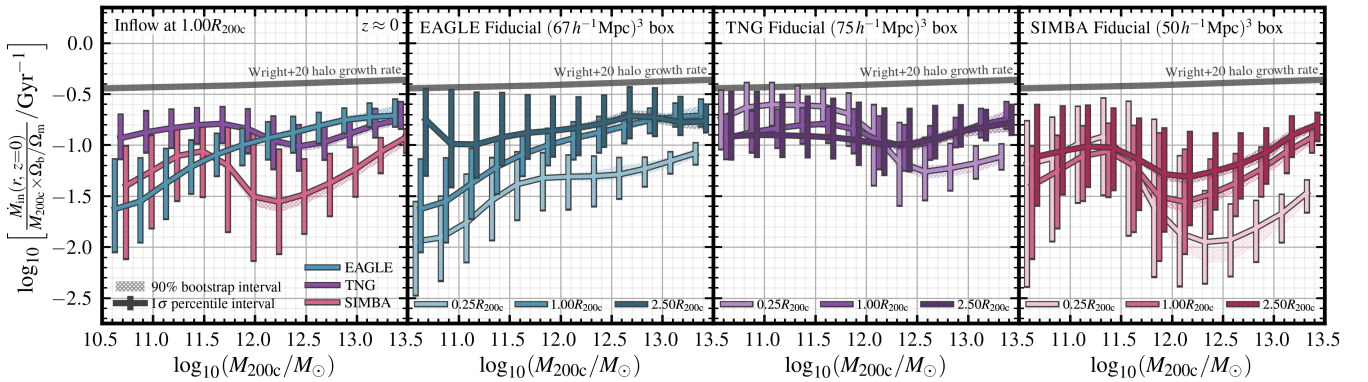 Inflow at 1.00R₂₀₀c z ≈ 0
EAGLE Fiducial (67h⁻¹Mpc)³ box
TNG Fiducial (75h⁻¹Mpc)³ box
SIMBA Fiducial (50h⁻¹Mpc)³ box
Wright+20 halo growth rate
Wright+20 halo growth rate
Wright+20 halo growth rate
Wright+20 halo growth rate
log₁₀ [Ṁin(r, z=0) / M₂₀₀c × Ωb/Ωm / Gyr⁻¹]
0.0
−0.5
−1.0
−1.5
−2.0
−2.5
EAGLE
TNG
SIMBA
90% bootstrap interval
1σ percentile interval
0.25R₂₀₀c 1.00R₂₀₀c 2.50R₂₀₀c
0.25R₂₀₀c 1.00R₂₀₀c 2.50R₂₀₀c
0.25R₂₀₀c 1.00R₂₀₀c 2.50R₂₀₀c
10.5 11.0 11.5 12.0 12.5 13.0 13.5
11.0 11.5 12.0 12.5 13.0 13.5
11.0 11.5 12.0 12.5 13.0 13.5
11.0 11.5 12.0 12.5 13.0 13.5
log₁₀(M₂₀₀c/M⊙)
log₁₀(M₂₀₀c/M⊙)
log₁₀(M₂₀₀c/M⊙)
log₁₀(M₂₀₀c/M⊙)